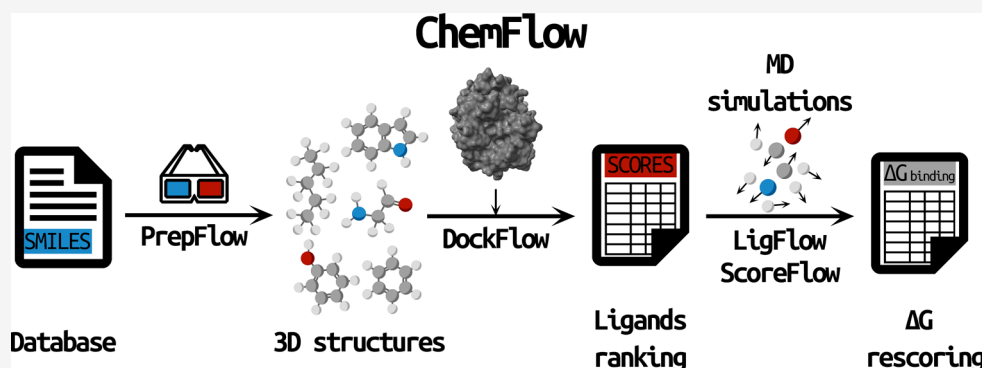 ChemFlow
MD
simulations
SMILES
PrepFlow
DockFlow
SCORES
LigFlow
ScoreFlow
ΔG binding
Database
3D structures
Ligands
ranking
ΔG
rescoring